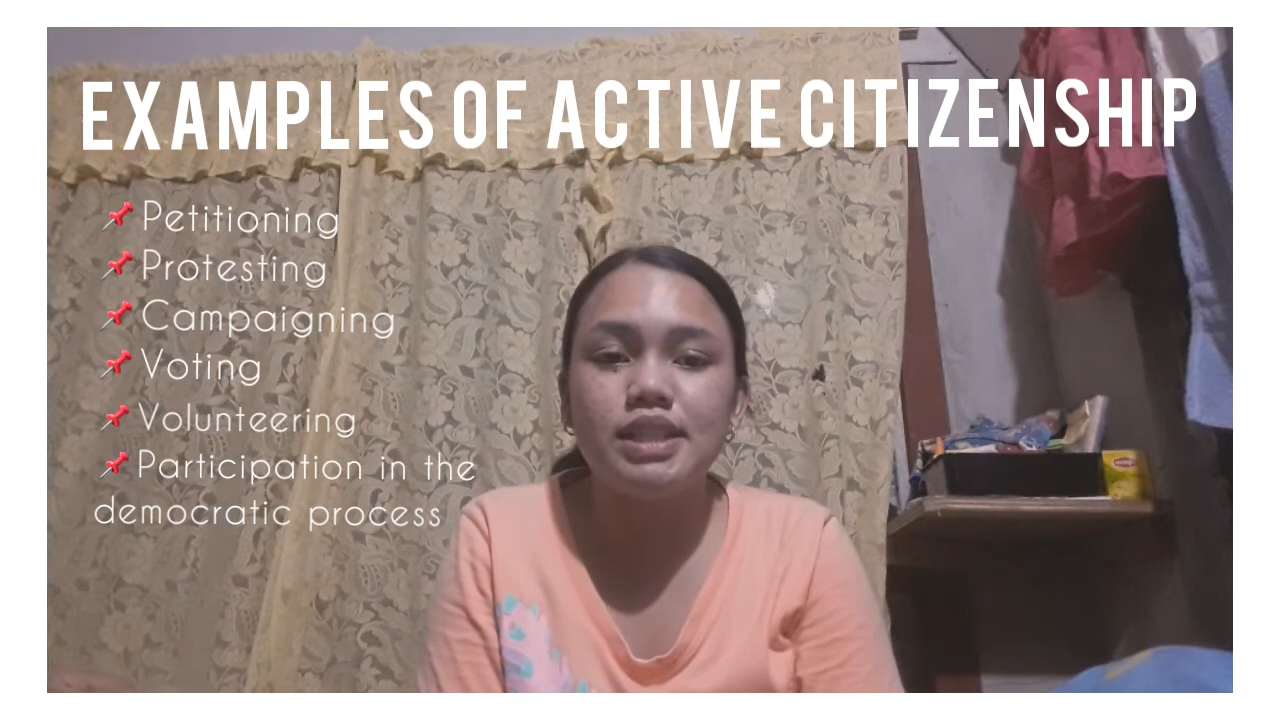 EXAMPLES OF ACTIVE CITIZENSHIP
📌Petitioning
📌Protesting
📌Campaigning
📌Voting
📌Volunteering
📌Participation in the
democratic process